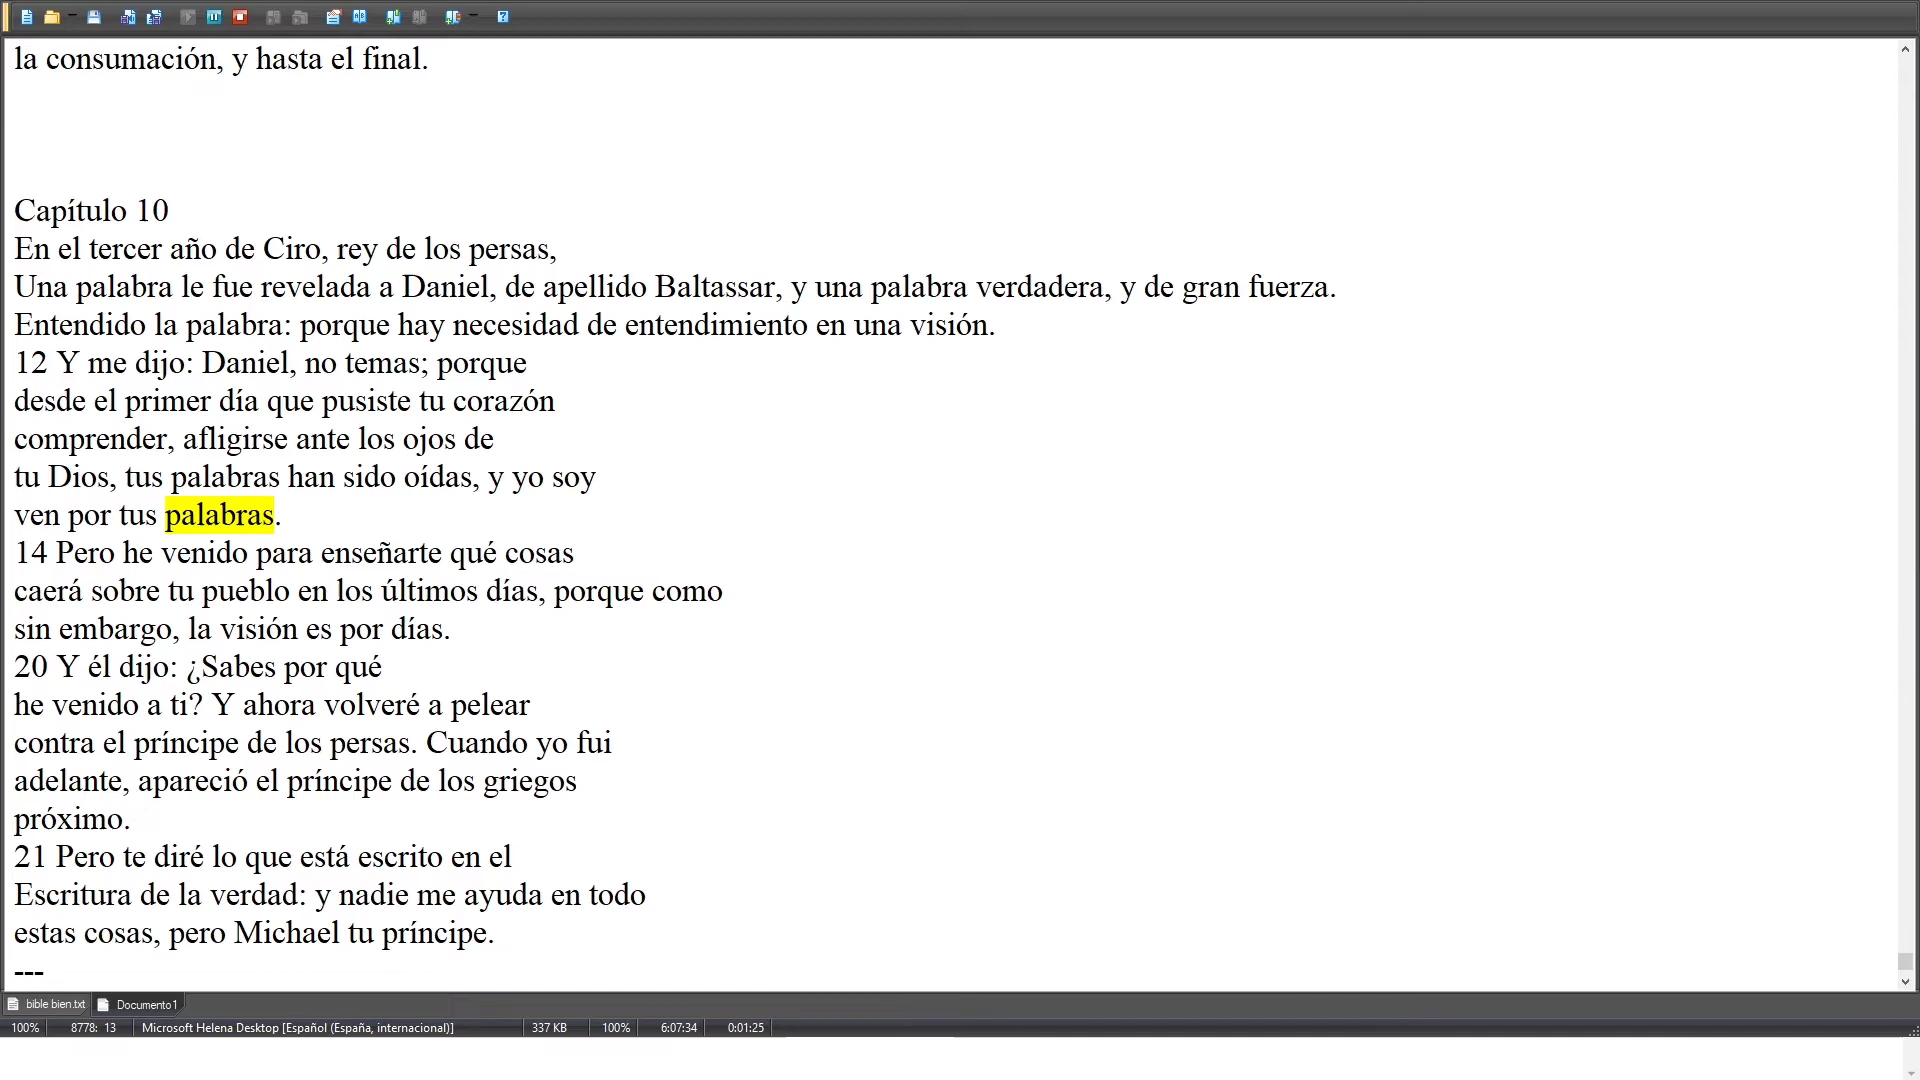 la consumación, y hasta el final.
Capítulo 10
En el tercer año de Ciro, rey de los persas,
Una palabra le fue revelada a Daniel, de apellido Baltassar, y una palabra verdadera, y de gran fuerza.
Entendido la palabra: porque hay necesidad de entendimiento en una visión.
12 Y me dijo: Daniel, no temas; porque
desde el primer día que pusiste tu corazón
comprender, afligirse ante los ojos de
tu Dios, tus palabras han sido oídas, y yo soy
ven por tus palabras.
14 Pero he venido para enseñarte qué cosas
caerá sobre tu pueblo en los últimos días, porque como
sin embargo, la visión es por días.
20 Y él dijo: ¿Sabes por qué
he venido a ti? Y ahora volveré a pelear
contra el príncipe de los persas. Cuando yo fui
adelante, apareció el príncipe de los griegos
próximo.
21 Pero te diré lo que está escrito en el
Escritura de la verdad: y nadie me ayuda en todo
estas cosas, pero Michael tu príncipe.
---
bible bien.txt Documento1
100% 8778: 13 Microsoft Helena Desktop [Español (España, internacional)] 337 KB 100% 6:07:34 0:01:25